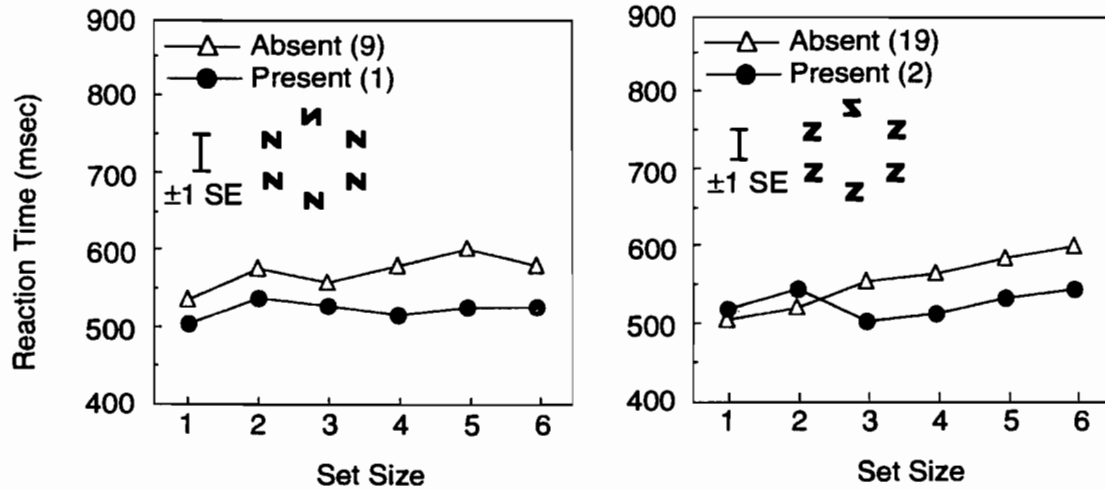 900
Absent (9)
Present (1)
800
N
И
N
N
N
N
±1 SE
700
600
500
400
1 2 3 4 5 6
Set Size
Reaction Time (msec)
900
Absent (19)
Present (2)
800
Z
Z
Z
Z
Z
±1 SE
700
600
500
400
1 2 3 4 5 6
Set Size